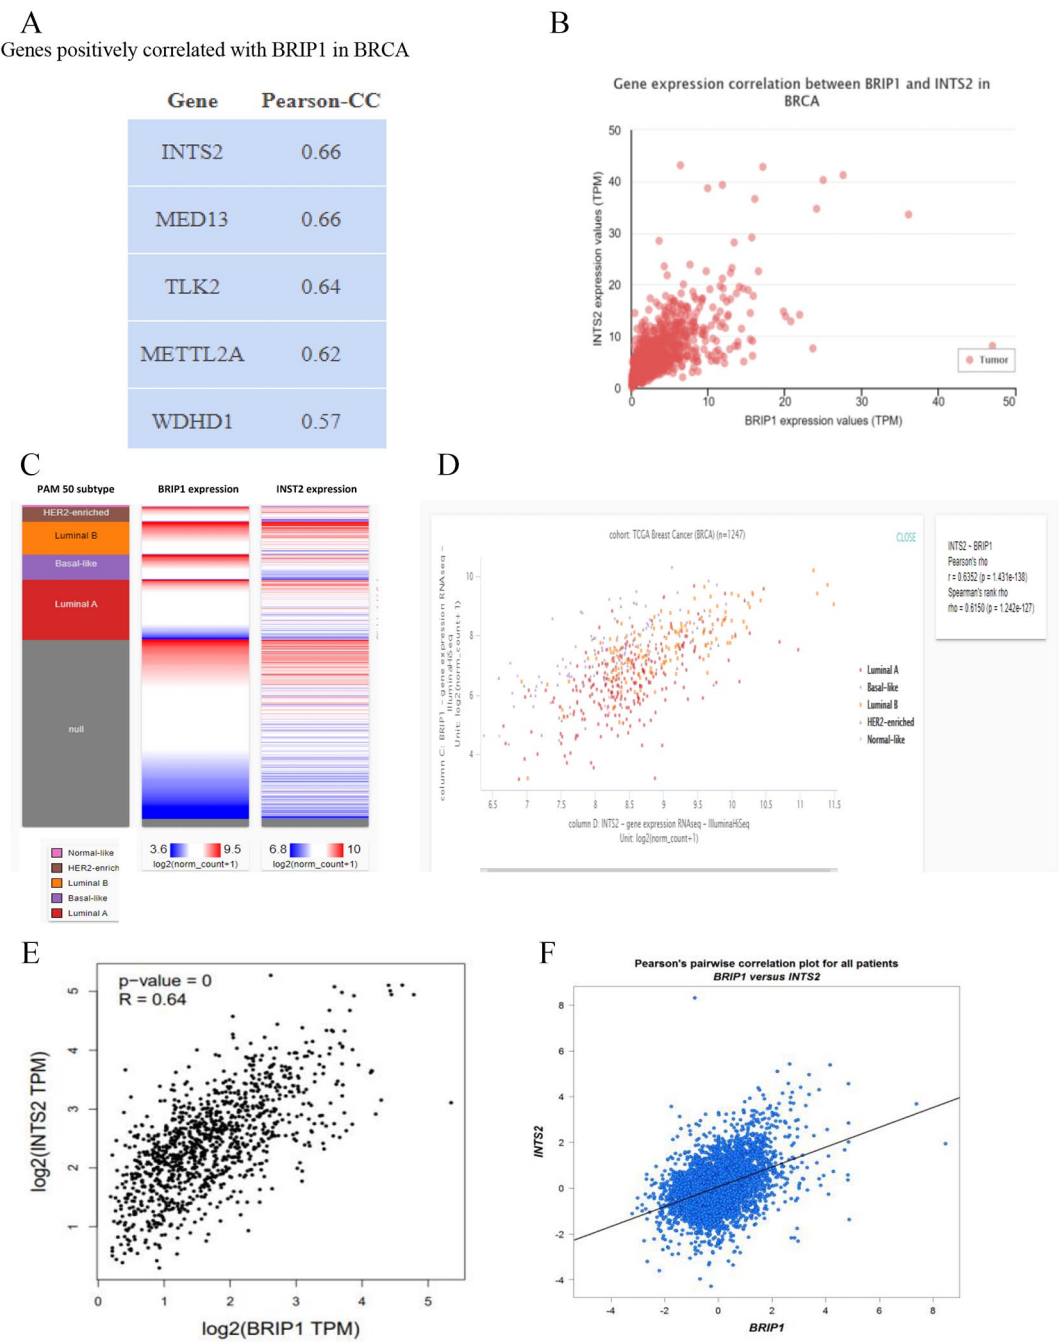 A
Genes positively correlated with BRIP1 in BRCA
Gene Pearson-CC
INTS2 0.66
MED13 0.66
TLK2 0.64
METTL2A 0.62
WDHD1 0.57
B
Gene expression correlation between BRIP1 and INTS2 in
BRCA
INTS2 expression values (TPM)
50
40
30
20
10
0
0 10 20 30 40 50
BRIP1 expression values (TPM)
Tumor
C
PAM 50 subtype BRIP1 expression INST2 expression
HER2-enriched
Luminal B
Basal-like
Luminal A
null
3.6 9.5
log2(norm_count+1)
6.8 10
log2(norm_count+1)
Normal-like
HER2-enrich
Luminal B
Basal-like
Luminal A
D
cohort: TCGA Breast Cancer (BRCA) (n=1247)
CLOSE
column C: BRIP1 - gene expression RNAseq -
IlluminaHiSeq
Unit: log2(norm_count+1)
10
8
6
4
6.5 7 7.5 8 8.5 9 9.5 10 10.5 11 11.5
column D: INTS2 - gene expression RNAseq - IlluminaHiSeq
Unit: log2(norm_count+1)
Luminal A
Basal-like
Luminal B
HER2-enriched
Normal-like
INTS2 ~ BRIP1
Pearson's rho
r = 0.6352 (p = 1.431e-138)
Spearman's rank rho
rho = 0.6150 (p = 1.242e-127)
E
p-value = 0
R = 0.64
log2(INTS2 TPM)
5
4
3
2
1
0 1 2 3 4 5
log2(BRIP1 TPM)
F
Pearson's pairwise correlation plot for all patients
BRIP1 versus INTS2
INTS2
8
6
4
2
0
-2
-4
-4 -2 0 2 4 6 8
BRIP1